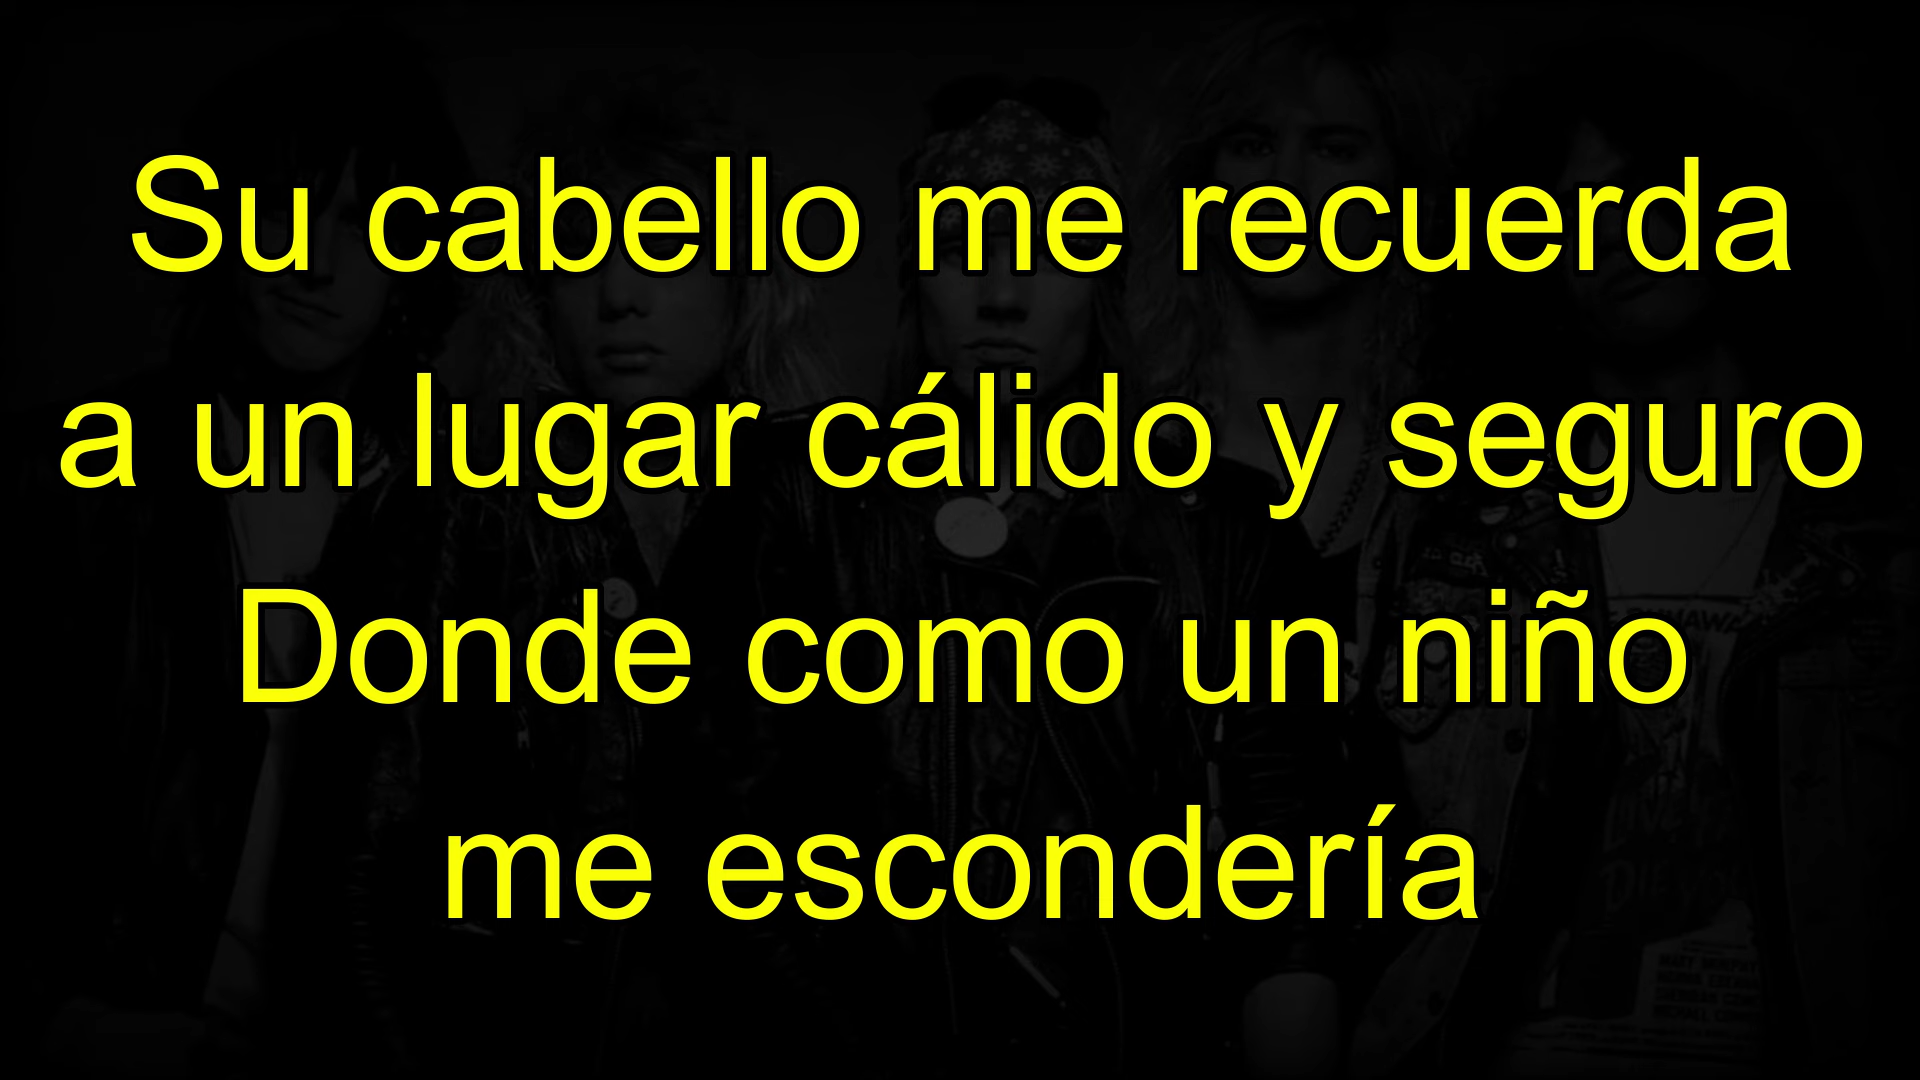 Su cabello me recuerda
a un lugar cálido y seguro
Donde como un niño
me escondería